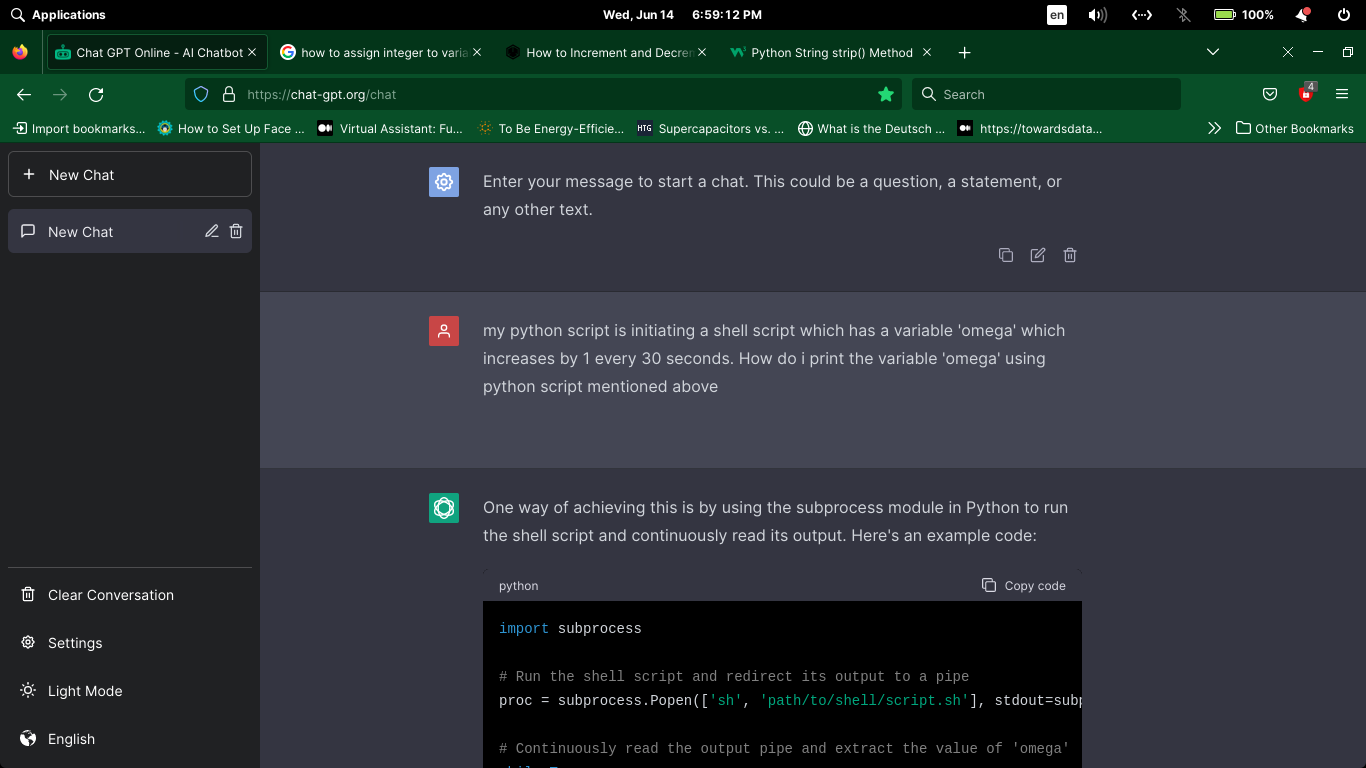 Applications
Wed, Jun 14 6:59:12 PM
en
100%
Chat GPT Online - AI Chatbot
how to assign integer to varia
How to Increment and Decren
Python String strip() Method
https://chat-gpt.org/chat
Search
4
Import bookmarks...
How to Set Up Face ...
Virtual Assistant: Fu...
To Be Energy-Efficie...
HTG Supercapacitors vs. ...
What is the Deutsch ...
https://towardsdata...
Other Bookmarks
New Chat
New Chat
Clear Conversation
Settings
Light Mode
English
Enter your message to start a chat. This could be a question, a statement, or
any other text.
my python script is initiating a shell script which has a variable 'omega' which
increases by 1 every 30 seconds. How do i print the variable 'omega' using
python script mentioned above
One way of achieving this is by using the subprocess module in Python to run
the shell script and continuously read its output. Here's an example code:
python
Copy code
import subprocess
# Run the shell script and redirect its output to a pipe
proc = subprocess.Popen(['sh', 'path/to/shell/script.sh'], stdout=subp
# Continuously read the output pipe and extract the value of 'omega'